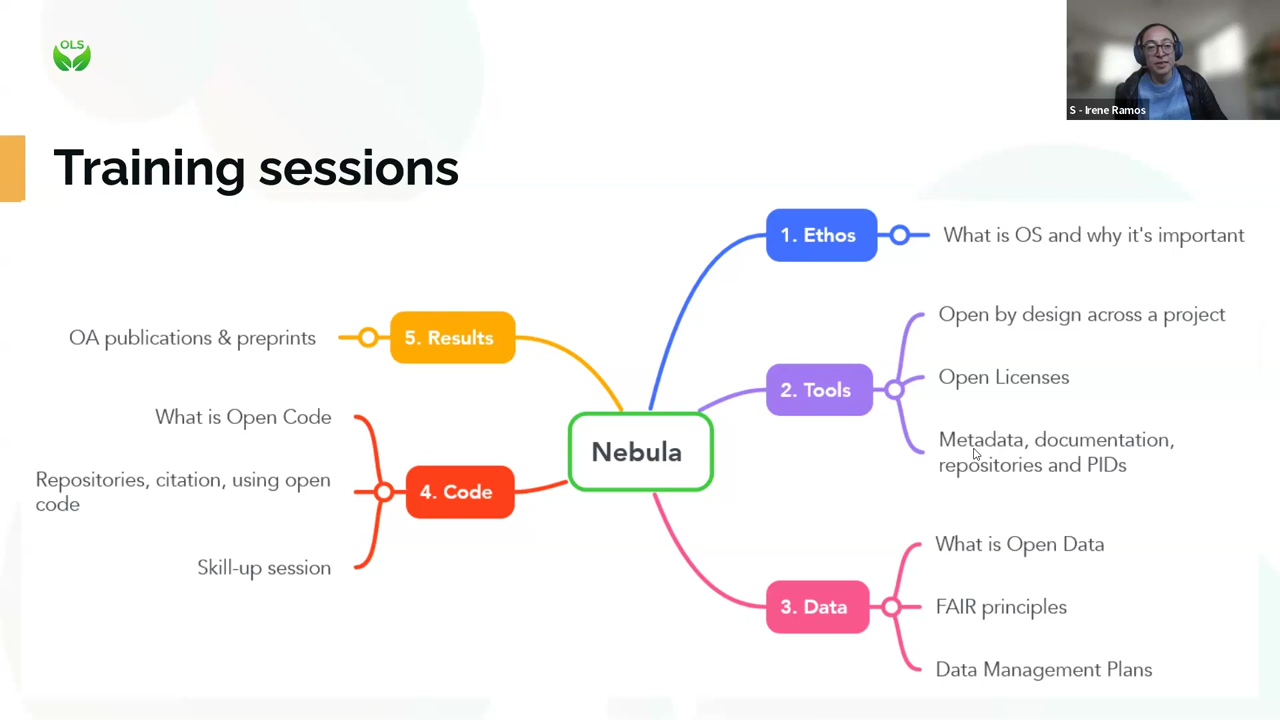 OLS
S - Irene Ramos
Training sessions
1. Ethos
What is OS and why it's important
2. Tools
Open by design across a project
Open Licenses
Metadata, documentation,
repositories and PIDs
3. Data
What is Open Data
FAIR principles
Data Management Plans
Nebula
5. Results
OA publications & preprints
4. Code
What is Open Code
Repositories, citation, using open
code
Skill-up session